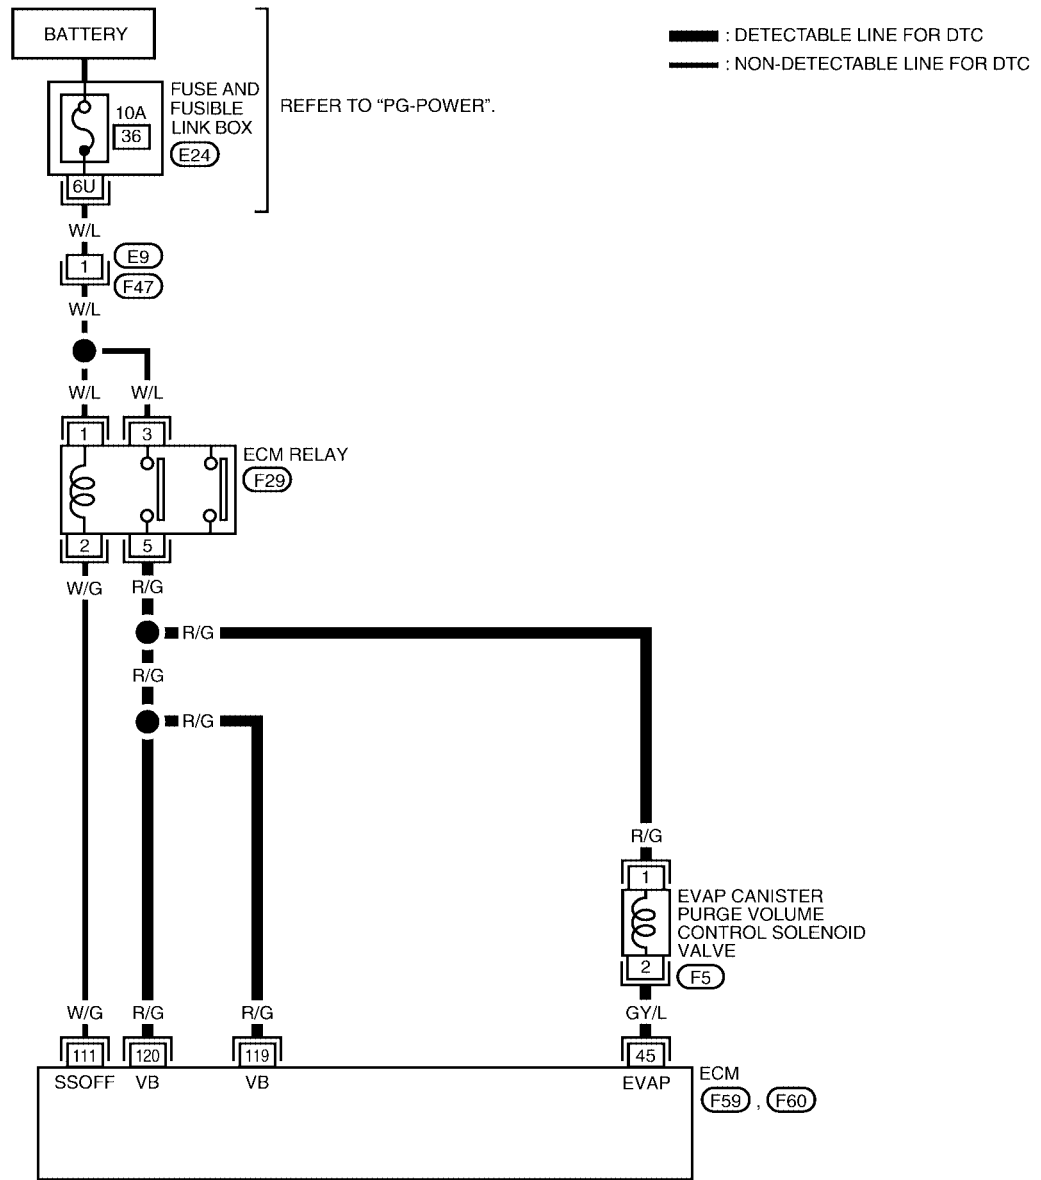 BATTERY
: DETECTABLE LINE FOR DTC
: NON-DETECTABLE LINE FOR DTC
10A
36
FUSE AND
FUSIBLE
LINK BOX
E24
REFER TO "PG-POWER".
6U
W/L
1
E9
F47
W/L
W/L
W/L
1
3
ECM RELAY
F29
2
5
W/G
R/G
R/G
R/G
R/G
R/G
1
EVAP CANISTER
PURGE VOLUME
CONTROL SOLENOID
VALVE
2
F5
W/G
R/G
R/G
GY/L
111
120
119
45
SSOFF
VB
VB
EVAP
ECM
F59 , F60